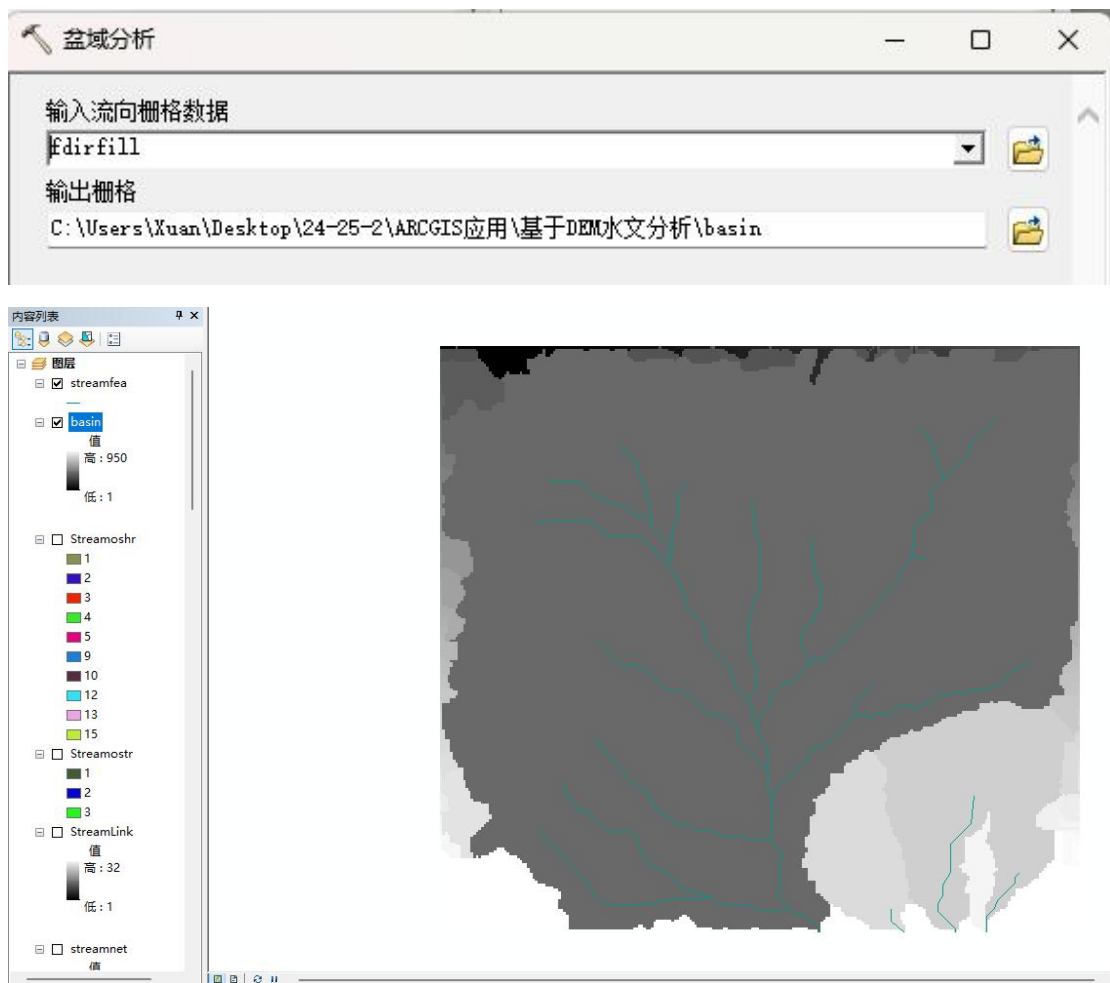 盆域分析
输入流向栅格数据
fdirfill
输出栅格
C:\Users\Xuan\Desktop\24-25-2\ARCGIS应用\基于DEM水文分析\basin
内容列表
图层
streamfea
basin
值
高 : 950
低 : 1
Streamoshr
1
2
3
4
5
9
10
12
13
15
Streamostr
1
2
3
StreamLink
值
高 : 32
低 : 1
streamnet
值